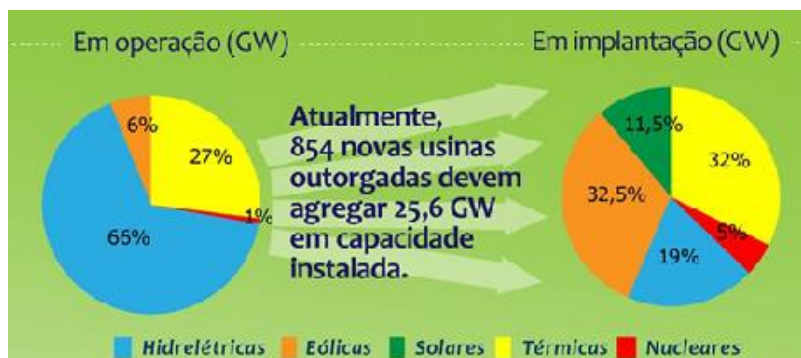 Em operação (GW)
Em implantação (GW)
6%
27%
1%
65%
Atualmente,
854 novas usinas
outorgadas devem
agregar 25,6 GW
em capacidade
instalada.
11,5%
32%
32,5%
5%
19%
Hidrelétricas Eólicas Solares Térmicas Nucleares